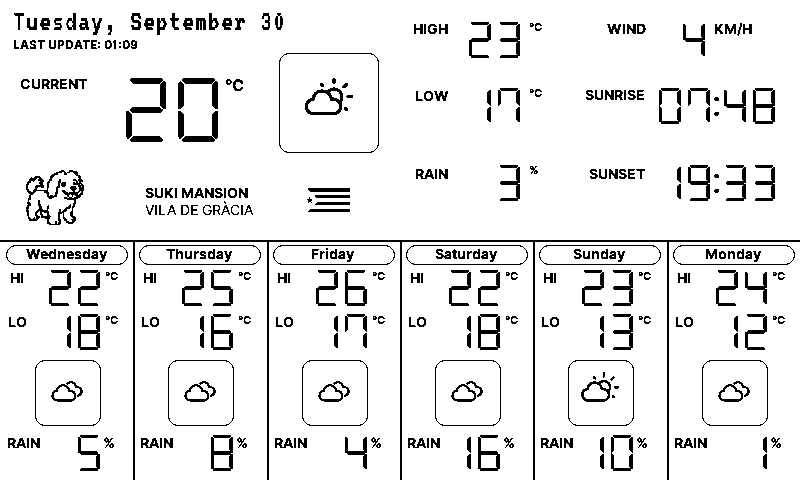 Tuesday, September 30
LAST UPDATE: 01:09
CURRENT 20 °C
SUKI MANSION
VILA DE GRÀCIA
HIGH 23 °C
LOW 17 °C
RAIN 3 %
WIND 4 KM/H
SUNRISE 07:48
SUNSET 19:33
Wednesday
HI 22 °C
LO 18 °C
RAIN 5 %
Thursday
HI 25 °C
LO 16 °C
RAIN 8 %
Friday
HI 26 °C
LO 17 °C
RAIN 4 %
Saturday
HI 22 °C
LO 18 °C
RAIN 16 %
Sunday
HI 23 °C
LO 13 °C
RAIN 10 %
Monday
HI 24 °C
LO 12 °C
RAIN 1 %